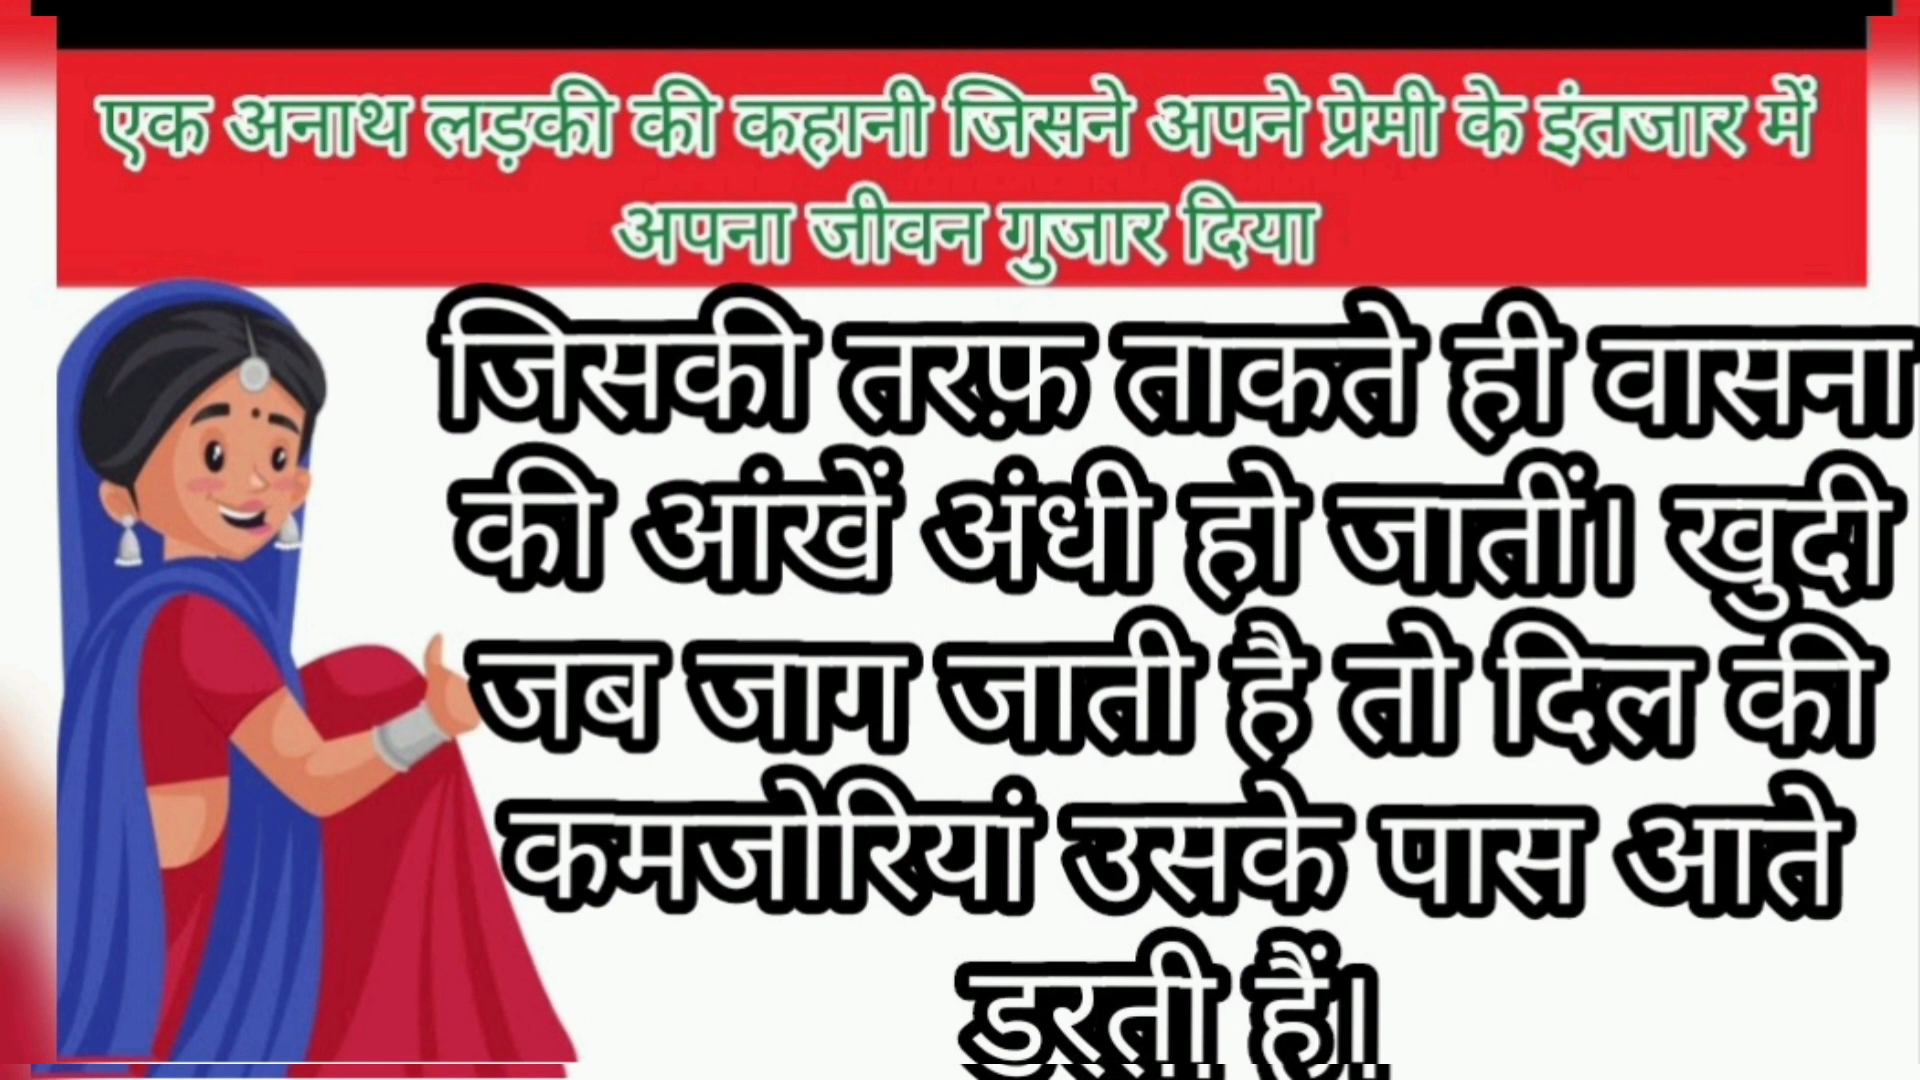 एक अनाथ लड़की की कहानी जिसने अपने प्रेमी के इंतजार में
अपना जीवन गुजार दिया
जिसकी तरफ़ ताकते ही वासना
की आंखें अंधी हो जातीं। खुदी
जब जाग जाती है तो दिल की
कमजोरियां उसके पास आते
डरती हैं।